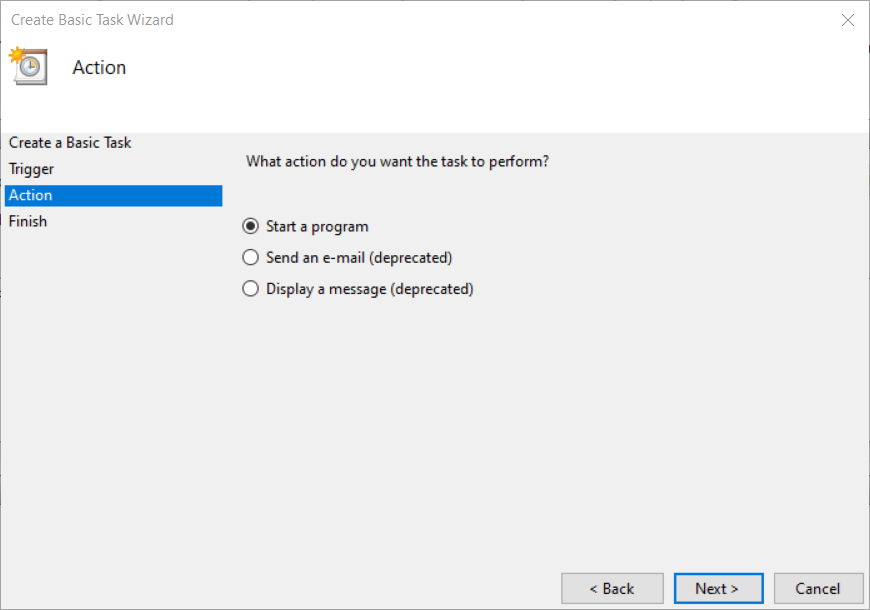 Create Basic Task Wizard
Action
Create a Basic Task
Trigger
Action
Finish
What action do you want the task to perform?
Start a program
Send an e-mail (deprecated)
Display a message (deprecated)
< Back
Next >
Cancel